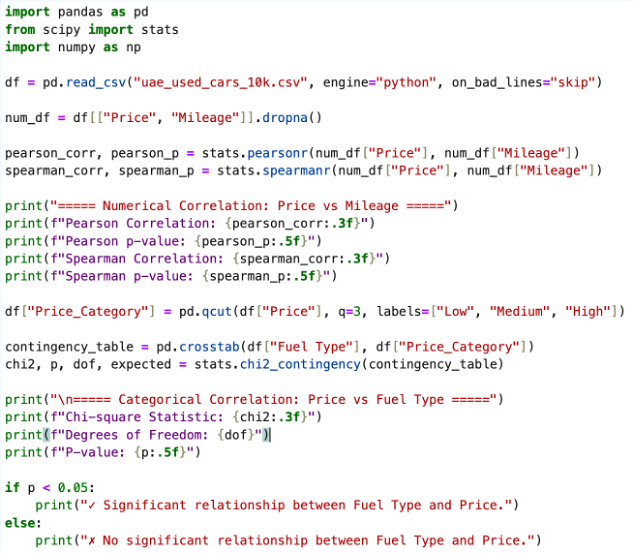 import pandas as pd
from scipy import stats
import numpy as np
df = pd.read_csv("uae_used_cars_10k.csv", engine="python", on_bad_lines="skip")
num_df = df[["Price", "Mileage"]].dropna()
pearson_corr, pearson_p = stats.pearsonr(num_df["Price"], num_df["Mileage"])
spearman_corr, spearman_p = stats.spearmanr(num_df["Price"], num_df["Mileage"])
print("===== Numerical Correlation: Price vs Mileage =====")
print(f"Pearson Correlation: {pearson_corr:.3f}")
print(f"Pearson p-value: {pearson_p:.5f}")
print(f"Spearman Correlation: {spearman_corr:.3f}")
print(f"Spearman p-value: {spearman_p:.5f}")
df["Price_Category"] = pd.qcut(df["Price"], q=3, labels=["Low", "Medium", "High"])
contingency_table = pd.crosstab(df["Fuel Type"], df["Price_Category"])
chi2, p, dof, expected = stats.chi2_contingency(contingency_table)
print("\n===== Categorical Correlation: Price vs Fuel Type =====")
print(f"Chi-square Statistic: {chi2:.3f}")
print(f"Degrees of Freedom: {dof}")
print(f"P-value: {p:.5f}")
if p < 0.05:
    print("✓ Significant relationship between Fuel Type and Price.")
else:
    print("✗ No significant relationship between Fuel Type and Price.")